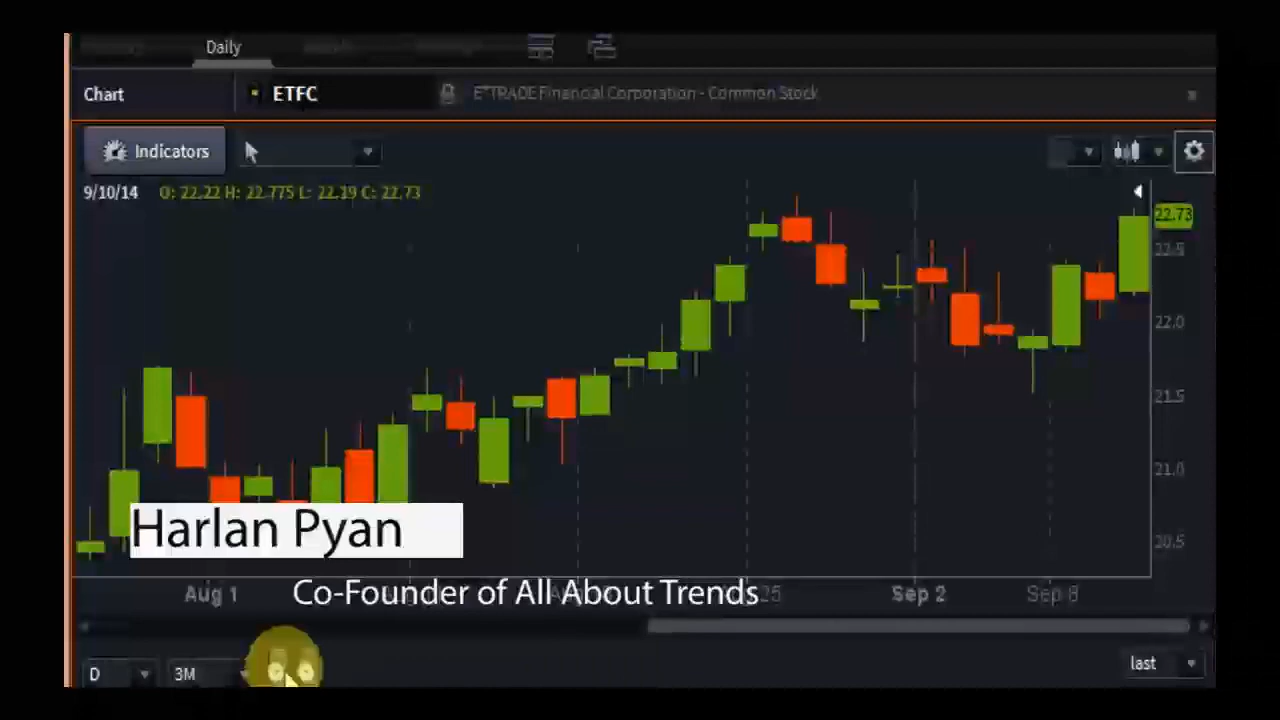 Daily
Chart
ETFC
E*TRADE Financial Corporation - Common Stock
Indicators
9/10/14 O: 22.22 H: 22.775 L: 22.19 C: 22.73
22.73
22.5
22.0
21.5
21.0
20.5
Harlan Pyan
Aug 1
Sep 2
Sep 8
Co-Founder of All About Trends
D
3M
last